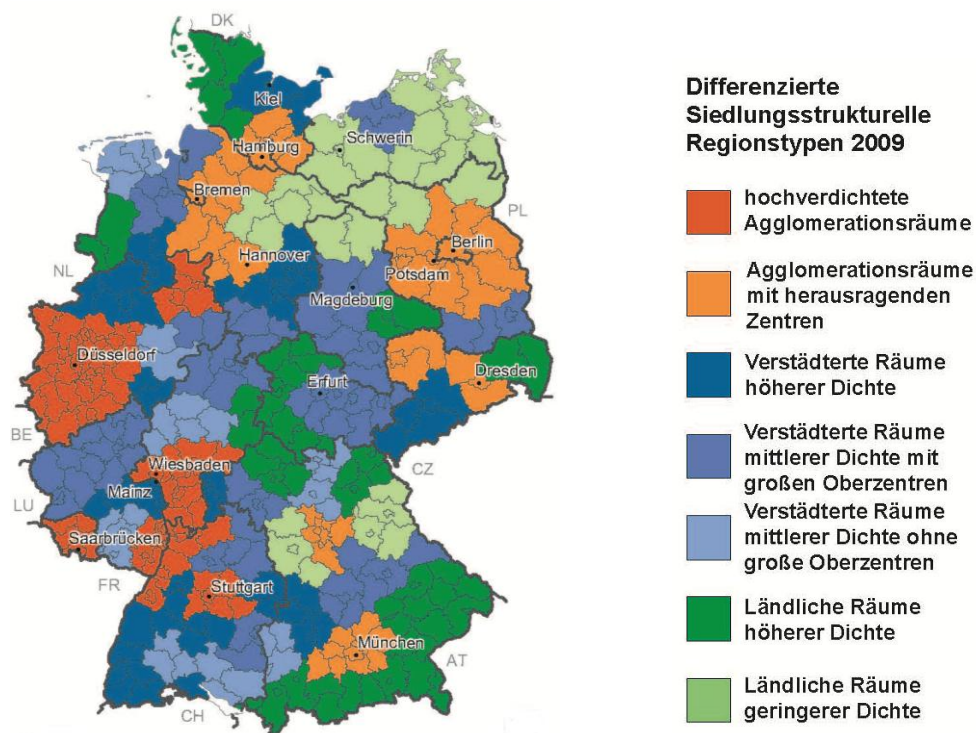 DK
Kiel
Schwerin
Hamburg
Bremen
PL
Berlin
NL
Hannover
Potsdam
Magdeburg
Düsseldorf
Erfurt
Dresden
BE
CZ
Wiesbaden
LU
Mainz
Saarbrücken
FR
Stuttgart
München
AT
CH
Differenzierte
Siedlungsstrukturelle
Regionstypen 2009
hochverdichtete
Agglomerationsräume
Agglomerationsräume
mit herausragenden
Zentren
Verstädterte Räume
höherer Dichte
Verstädterte Räume
mittlerer Dichte mit
großen Oberzentren
Verstädterte Räume
mittlerer Dichte ohne
große Oberzentren
Ländliche Räume
höherer Dichte
Ländliche Räume
geringerer Dichte